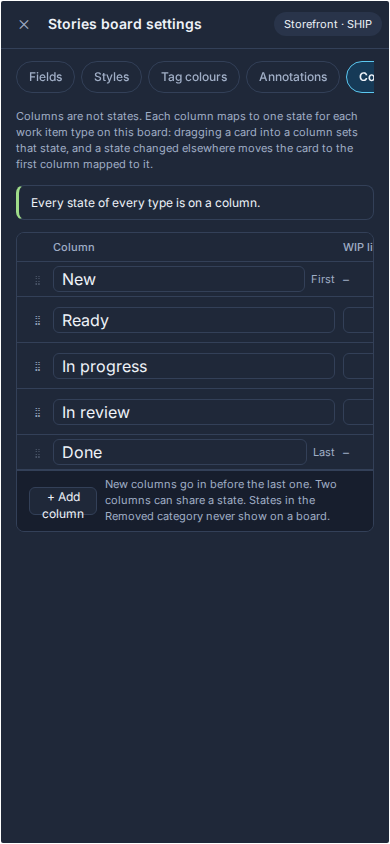 Stories board settings
Storefront · SHIP
Fields
Styles
Tag colours
Annotations
Co
Columns are not states. Each column maps to one state for each
work item type on this board: dragging a card into a column sets
that state, and a state changed elsewhere moves the card to the
first column mapped to it.
Every state of every type is on a column.
Column
WIP li
New
First
–
Ready
In progress
In review
Done
Last
–
+ Add
column
New columns go in before the last one. Two
columns can share a state. States in the
Removed category never show on a board.